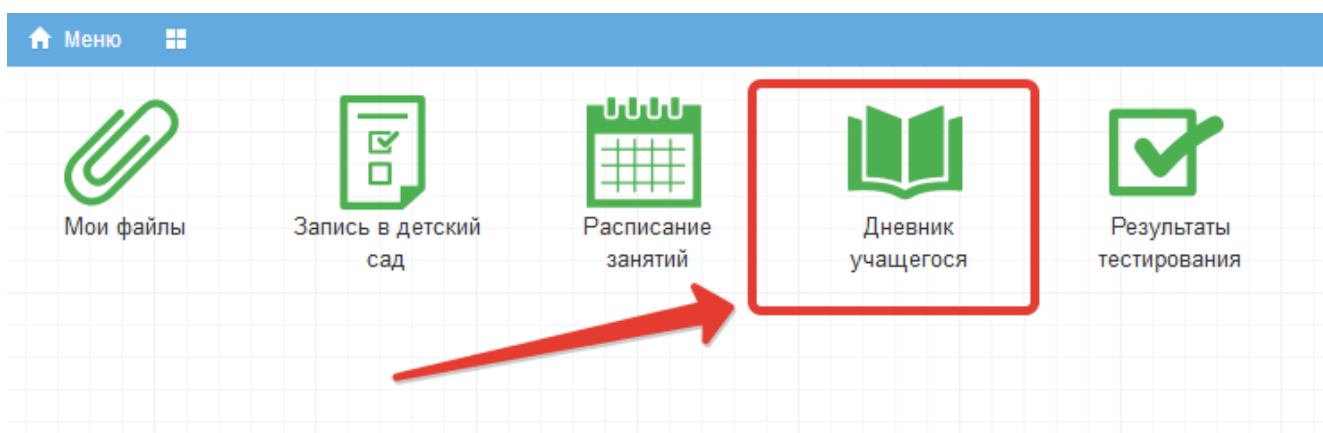 Меню
Мои файлы
Запись в детский
сад
Расписание
занятий
Дневник
учащегося
Результаты
тестирования